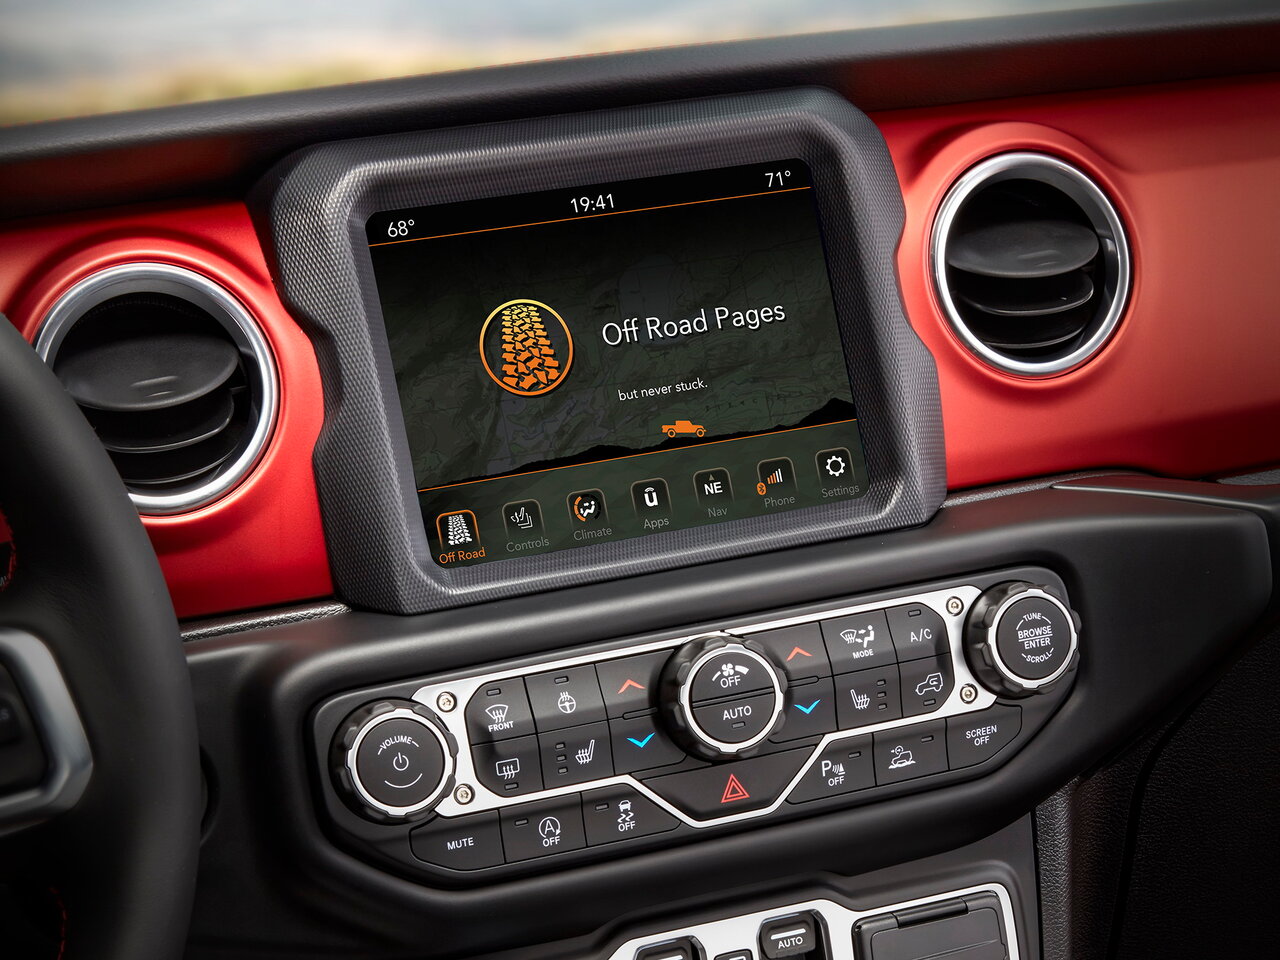 68°
19:41
71°
Off Road Pages
but never stuck.
Off Road
Controls
Climate
u
Apps
NE
Nav
Phone
Settings
VOLUME
FRONT
OFF
AUTO
MODE
A/C
TUNE
BROWSE
ENTER
SCROLL
MUTE
A
OFF
OFF
P
OFF
SCREEN
OFF
AUTO